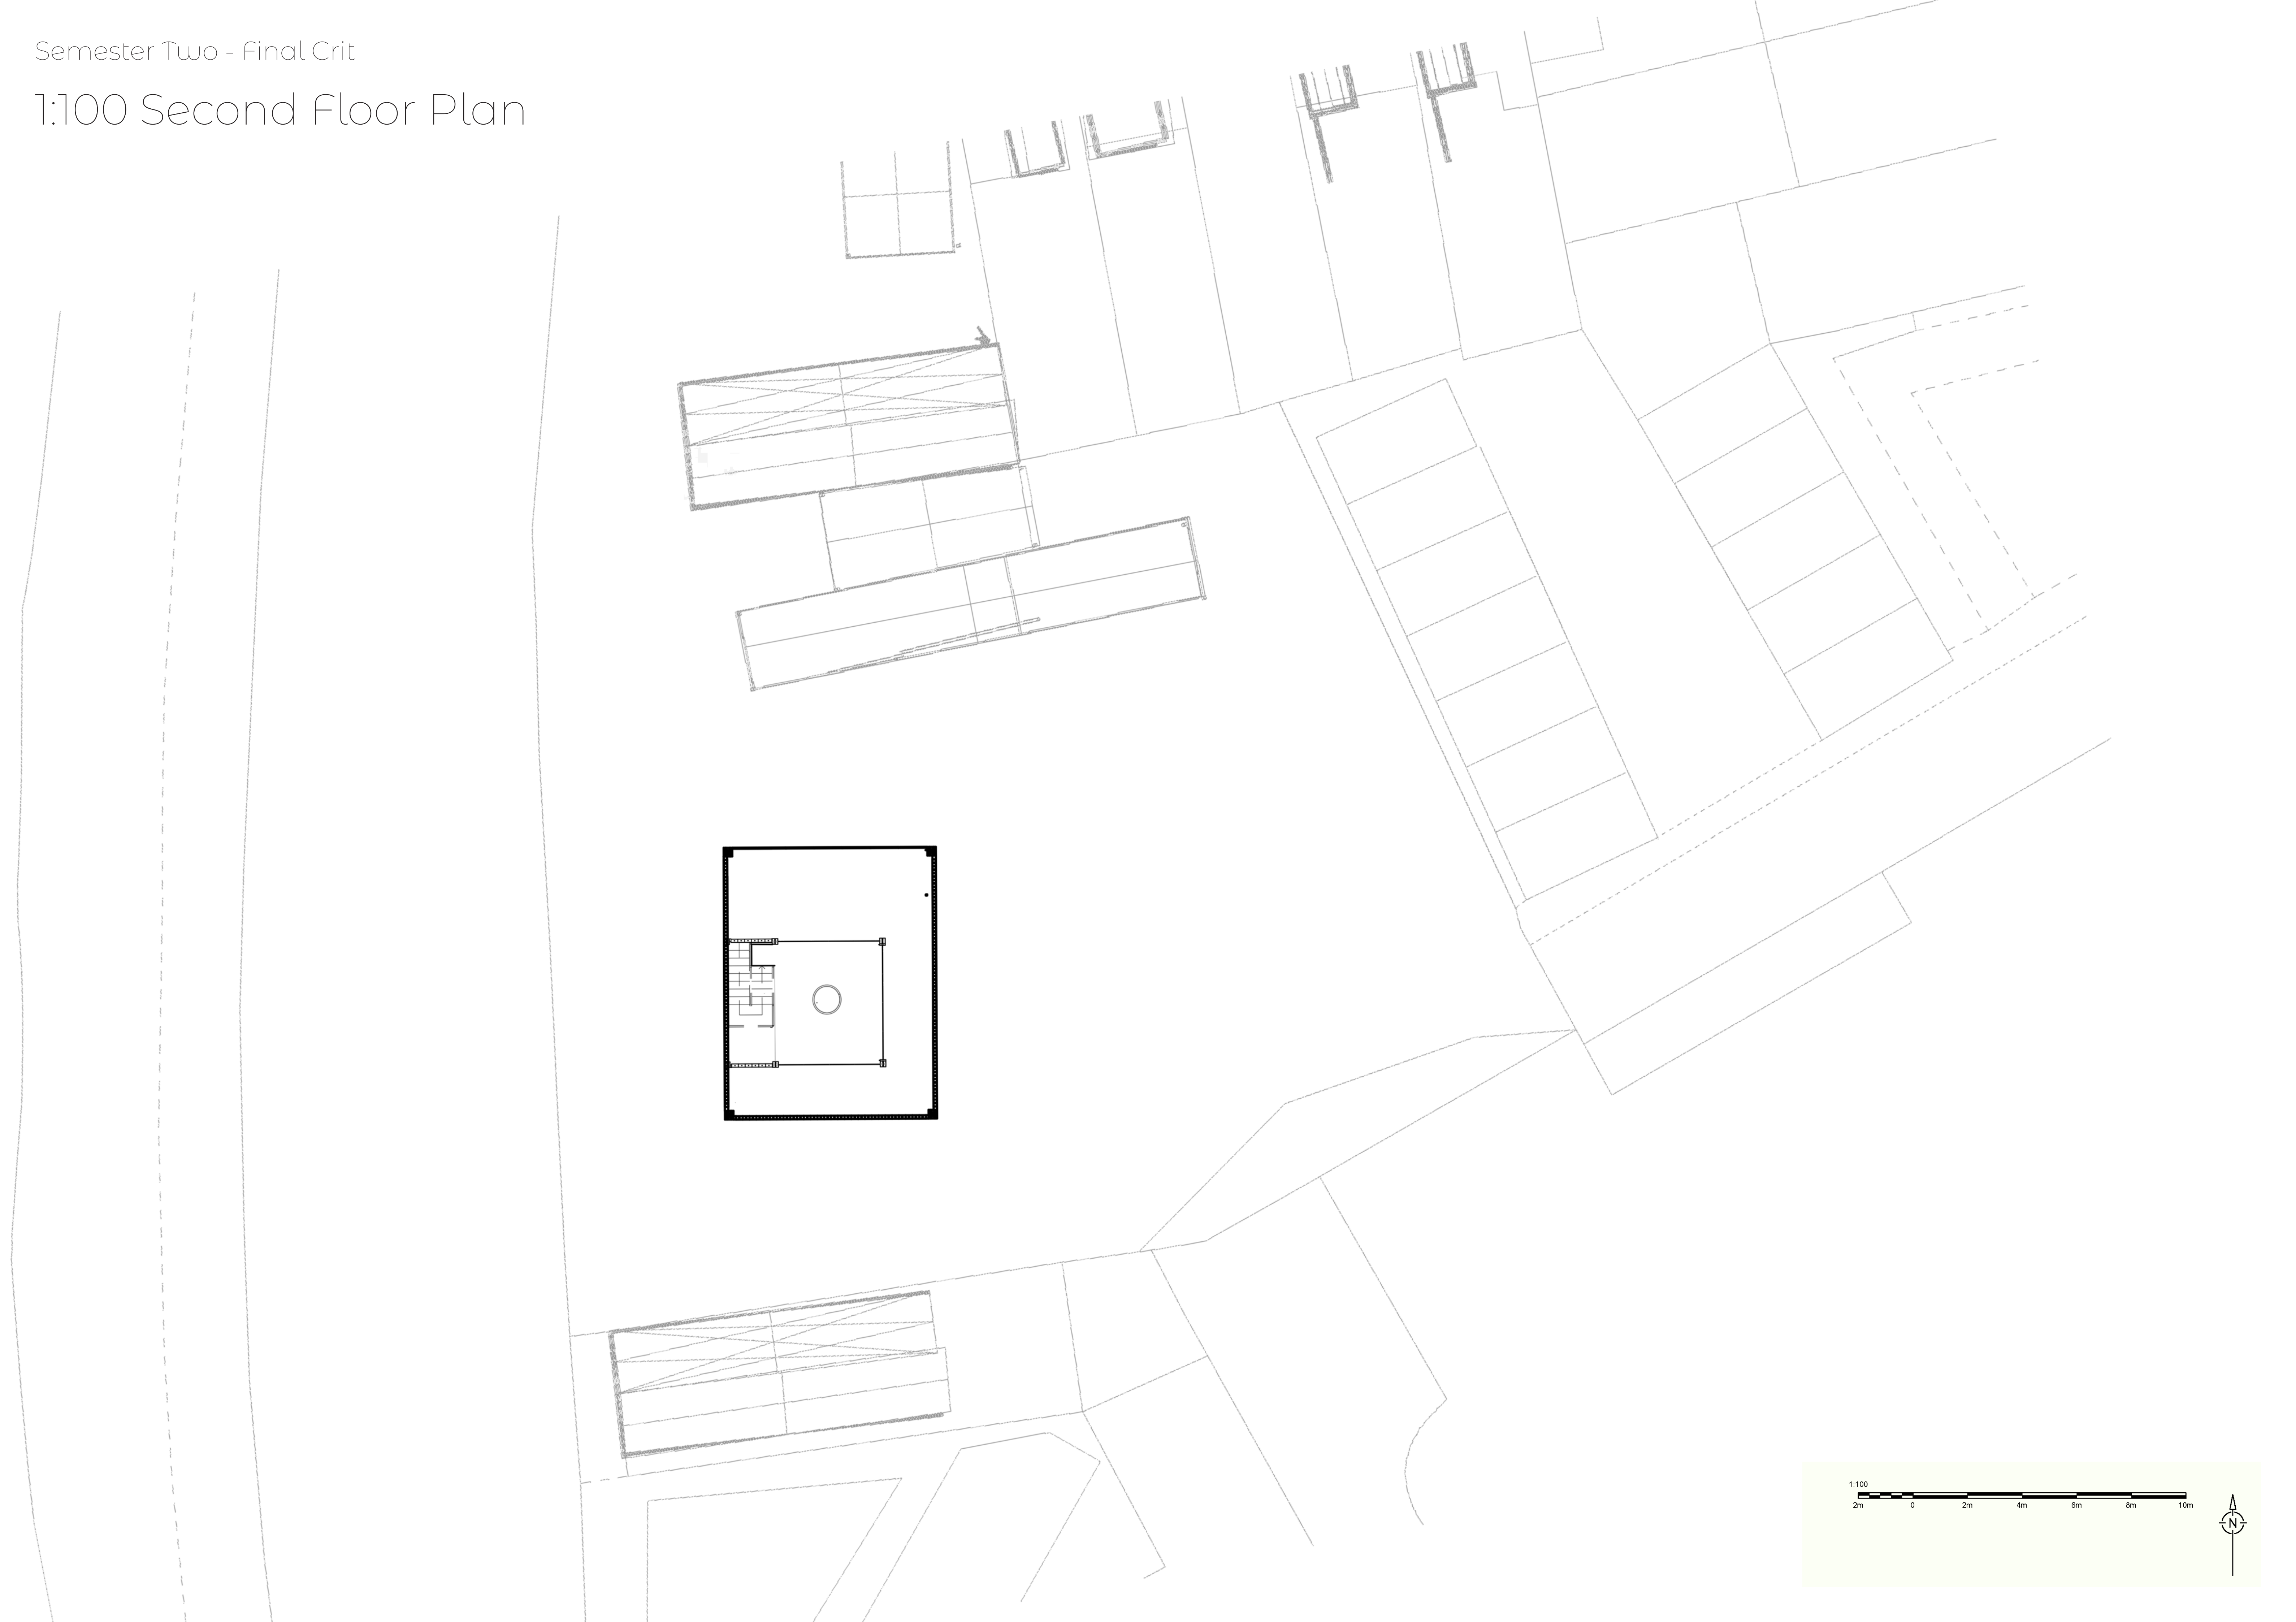 Semester Two - Final Crit
1:100 Second Floor Plan
1:100
2m 0 2m 4m 6m 8m 10m
N